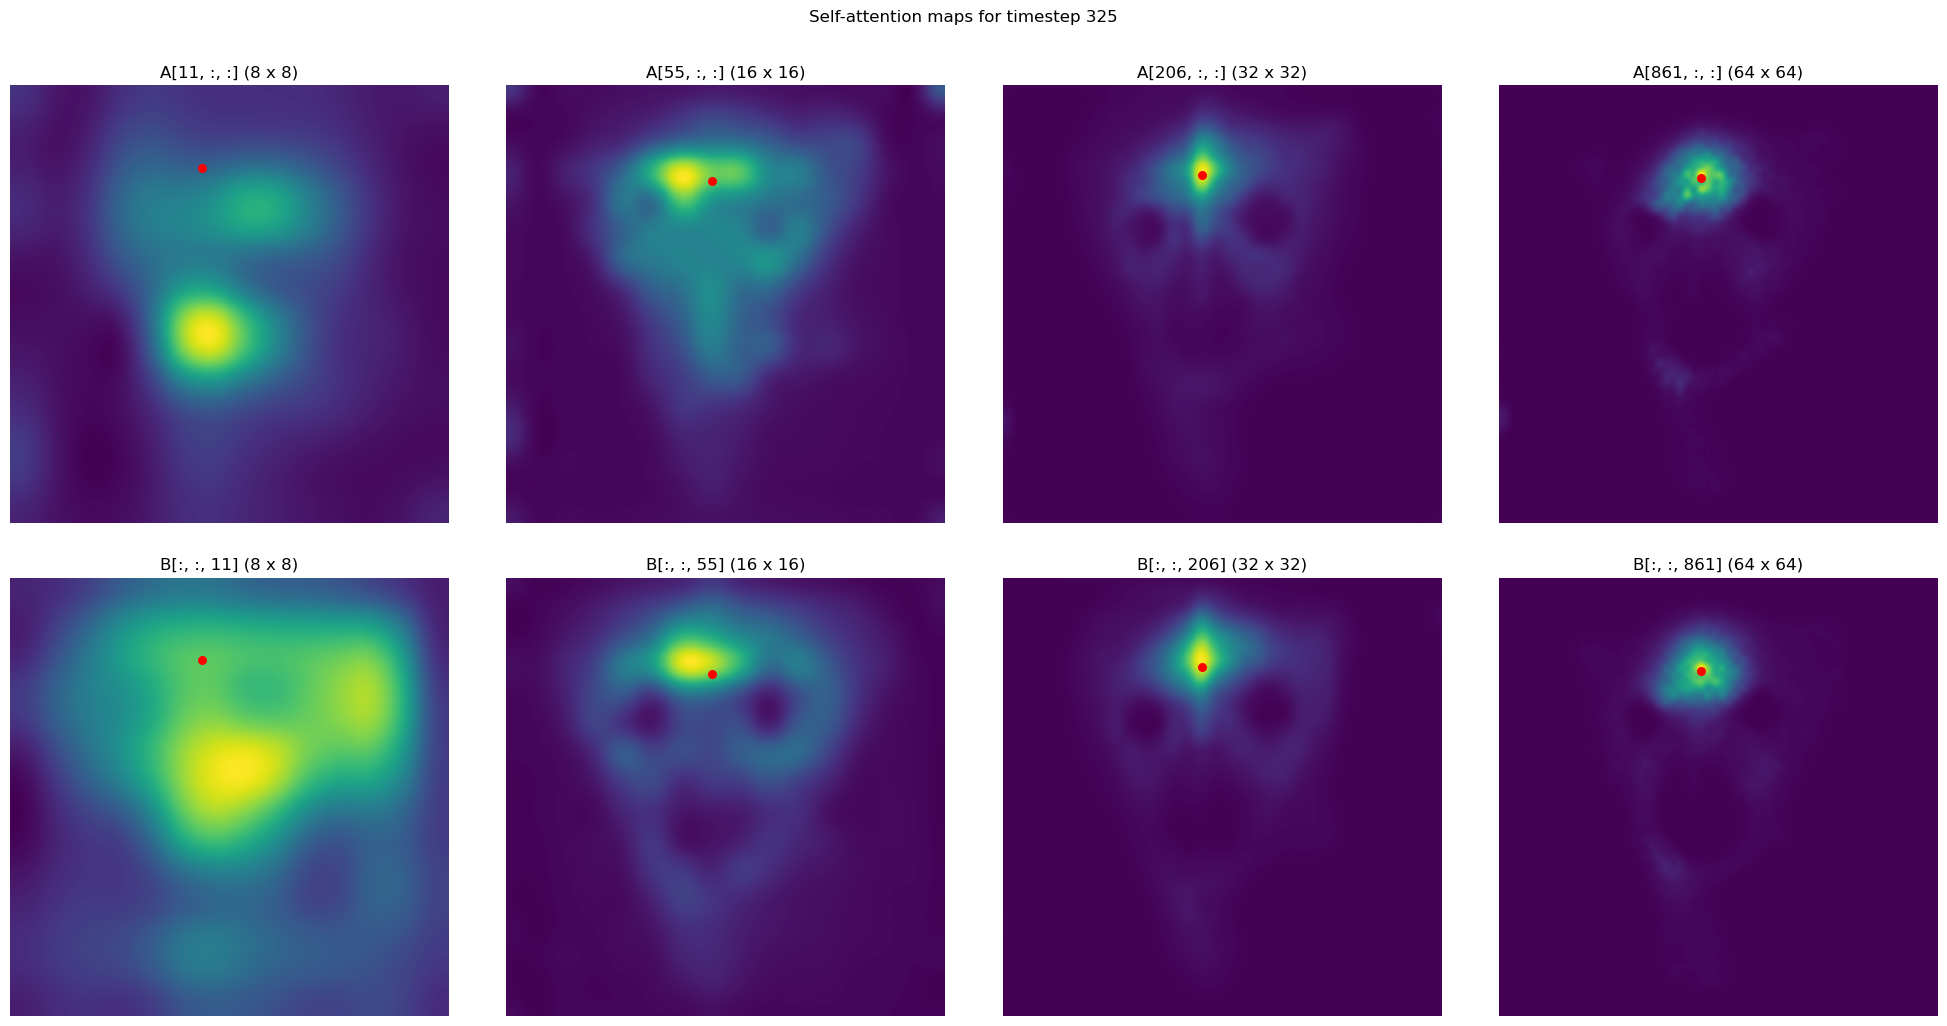 Self-attention maps for timestep 325
A[11, :, :] (8 x 8)
A[55, :, :] (16 x 16)
A[206, :, :] (32 x 32)
A[861, :, :] (64 x 64)
B[:, :, 11] (8 x 8)
B[:, :, 55] (16 x 16)
B[:, :, 206] (32 x 32)
B[:, :, 861] (64 x 64)